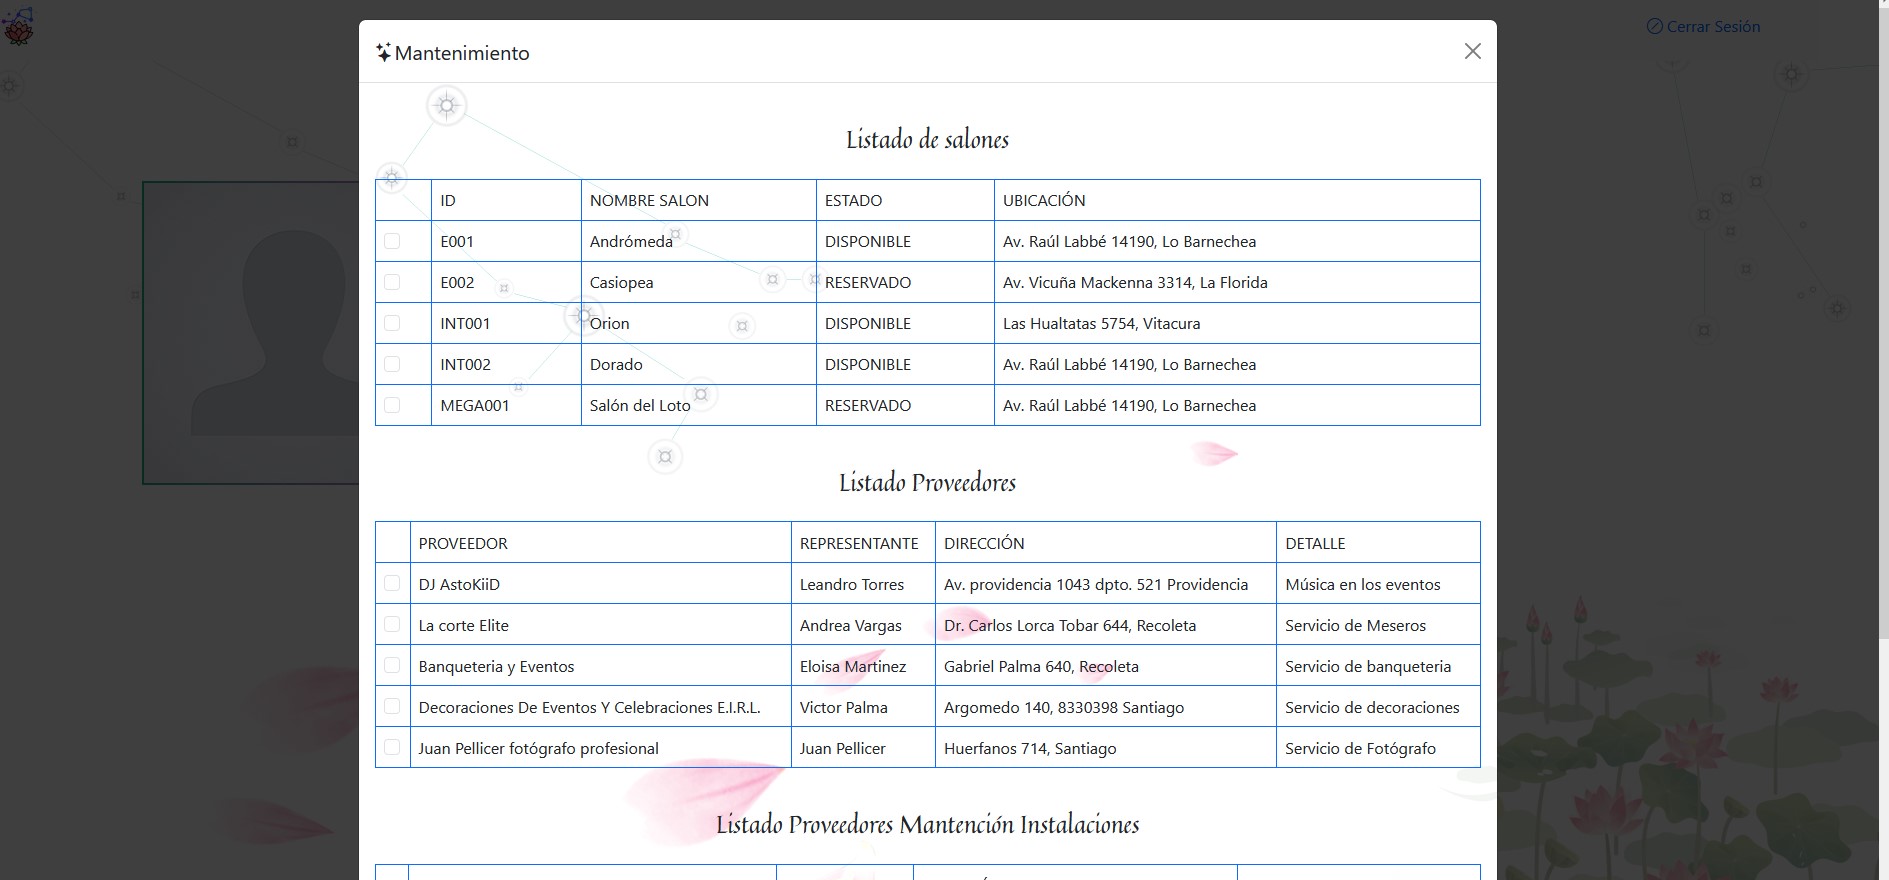 Cerrar Sesión
Mantenimiento
Listado de salones
ID NOMBRE SALON ESTADO UBICACIÓN
E001 Andrómeda DISPONIBLE Av. Raúl Labbé 14190, Lo Barnechea
E002 Casiopea RESERVADO Av. Vicuña Mackenna 3314, La Florida
INT001 Orion DISPONIBLE Las Hualtatas 5754, Vitacura
INT002 Dorado DISPONIBLE Av. Raúl Labbé 14190, Lo Barnechea
MEGA001 Salón del Loto RESERVADO Av. Raúl Labbé 14190, Lo Barnechea
Listado Proveedores
PROVEEDOR REPRESENTANTE DIRECCIÓN DETALLE
DJ AstoKiiD Leandro Torres Av. providencia 1043 dpto. 521 Providencia Música en los eventos
La corte Elite Andrea Vargas Dr. Carlos Lorca Tobar 644, Recoleta Servicio de Meseros
Banqueteria y Eventos Eloisa Martinez Gabriel Palma 640, Recoleta Servicio de banqueteria
Decoraciones De Eventos Y Celebraciones E.I.R.L. Victor Palma Argomedo 140, 8330398 Santiago Servicio de decoraciones
Juan Pellicer fotógrafo profesional Juan Pellicer Huerfanos 714, Santiago Servicio de Fotógrafo
Listado Proveedores Mantención Instalaciones